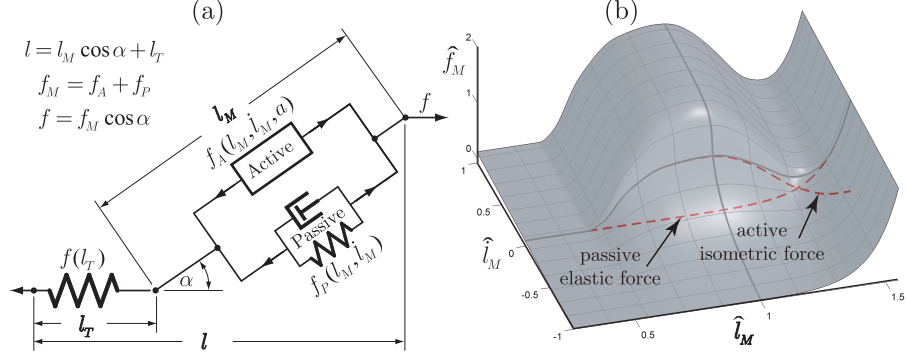 (a)
l = l_M cos α + l_T
f_M = f_A + f_P
f = f_M cos α
l_M
f
f_A(l_M, l̇_M, a)
Active
Passive
f_P(l_M, l̇_M)
f(l_T)
α
l_T
l
(b)
f̂_M
2
1
0
1
0.5
0
-0.5
-1
l̂̇_M
passive
elastic force
active
isometric force
0.5
1
1.5
l̂_M